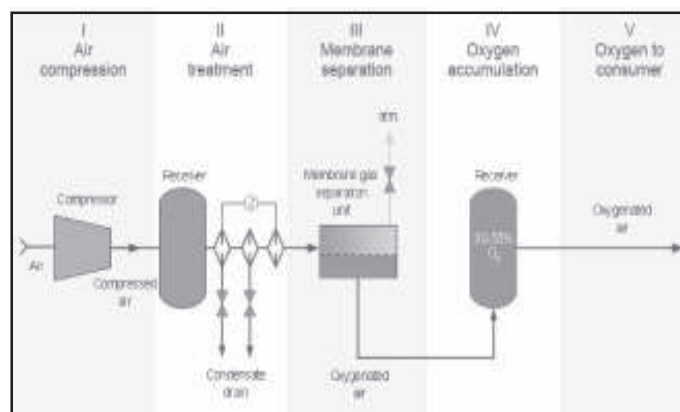 I
Air
compression
II
Air
treatment
III
Membrane
separation
IV
Oxygen
accumulation
V
Oxygen to
consumer
atm.
Receiver
Membrane gas
separation
unit
Receiver
Compressor
Oxygenated
air
O2
Air
Compressed
air
Condensate
drain
Oxygenated
air